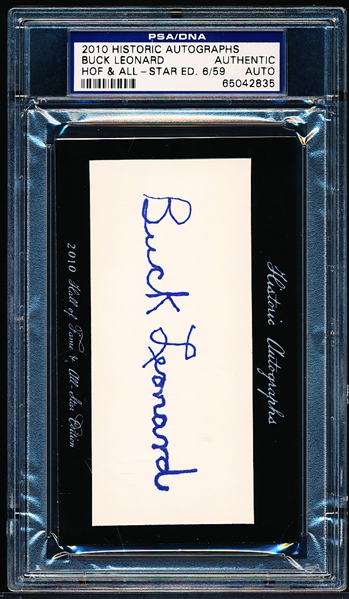 PSA/DNA
2010 HISTORIC AUTOGRAPHS
BUCK LEONARD AUTHENTIC
HOF & ALL-STAR ED. 6/59 AUTO
65042835
Historic Autographs
Buck Leonard
2010 Hall of Fame & All-Star Edition